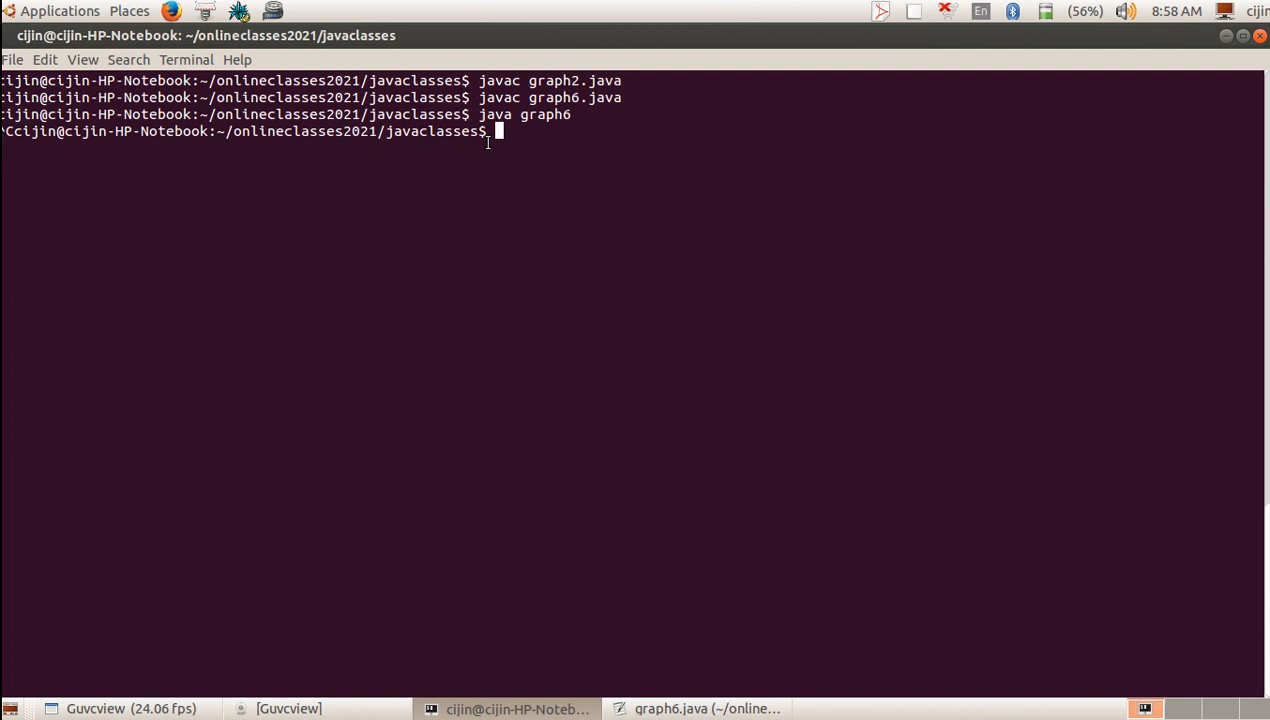 Applications Places En (56%) 8:58 AM cijin
cijin@cijin-HP-Notebook: ~/onlineclasses2021/javaclasses
File Edit View Search Terminal Help
cijin@cijin-HP-Notebook:~/onlineclasses2021/javaclasses$ javac graph2.java
cijin@cijin-HP-Notebook:~/onlineclasses2021/javaclasses$ javac graph6.java
cijin@cijin-HP-Notebook:~/onlineclasses2021/javaclasses$ java graph6
^Ccijin@cijin-HP-Notebook:~/onlineclasses2021/javaclasses$
Guvcview (24.06 fps) [Guvcview] cijin@cijin-HP-Noteb... graph6.java (~/online...